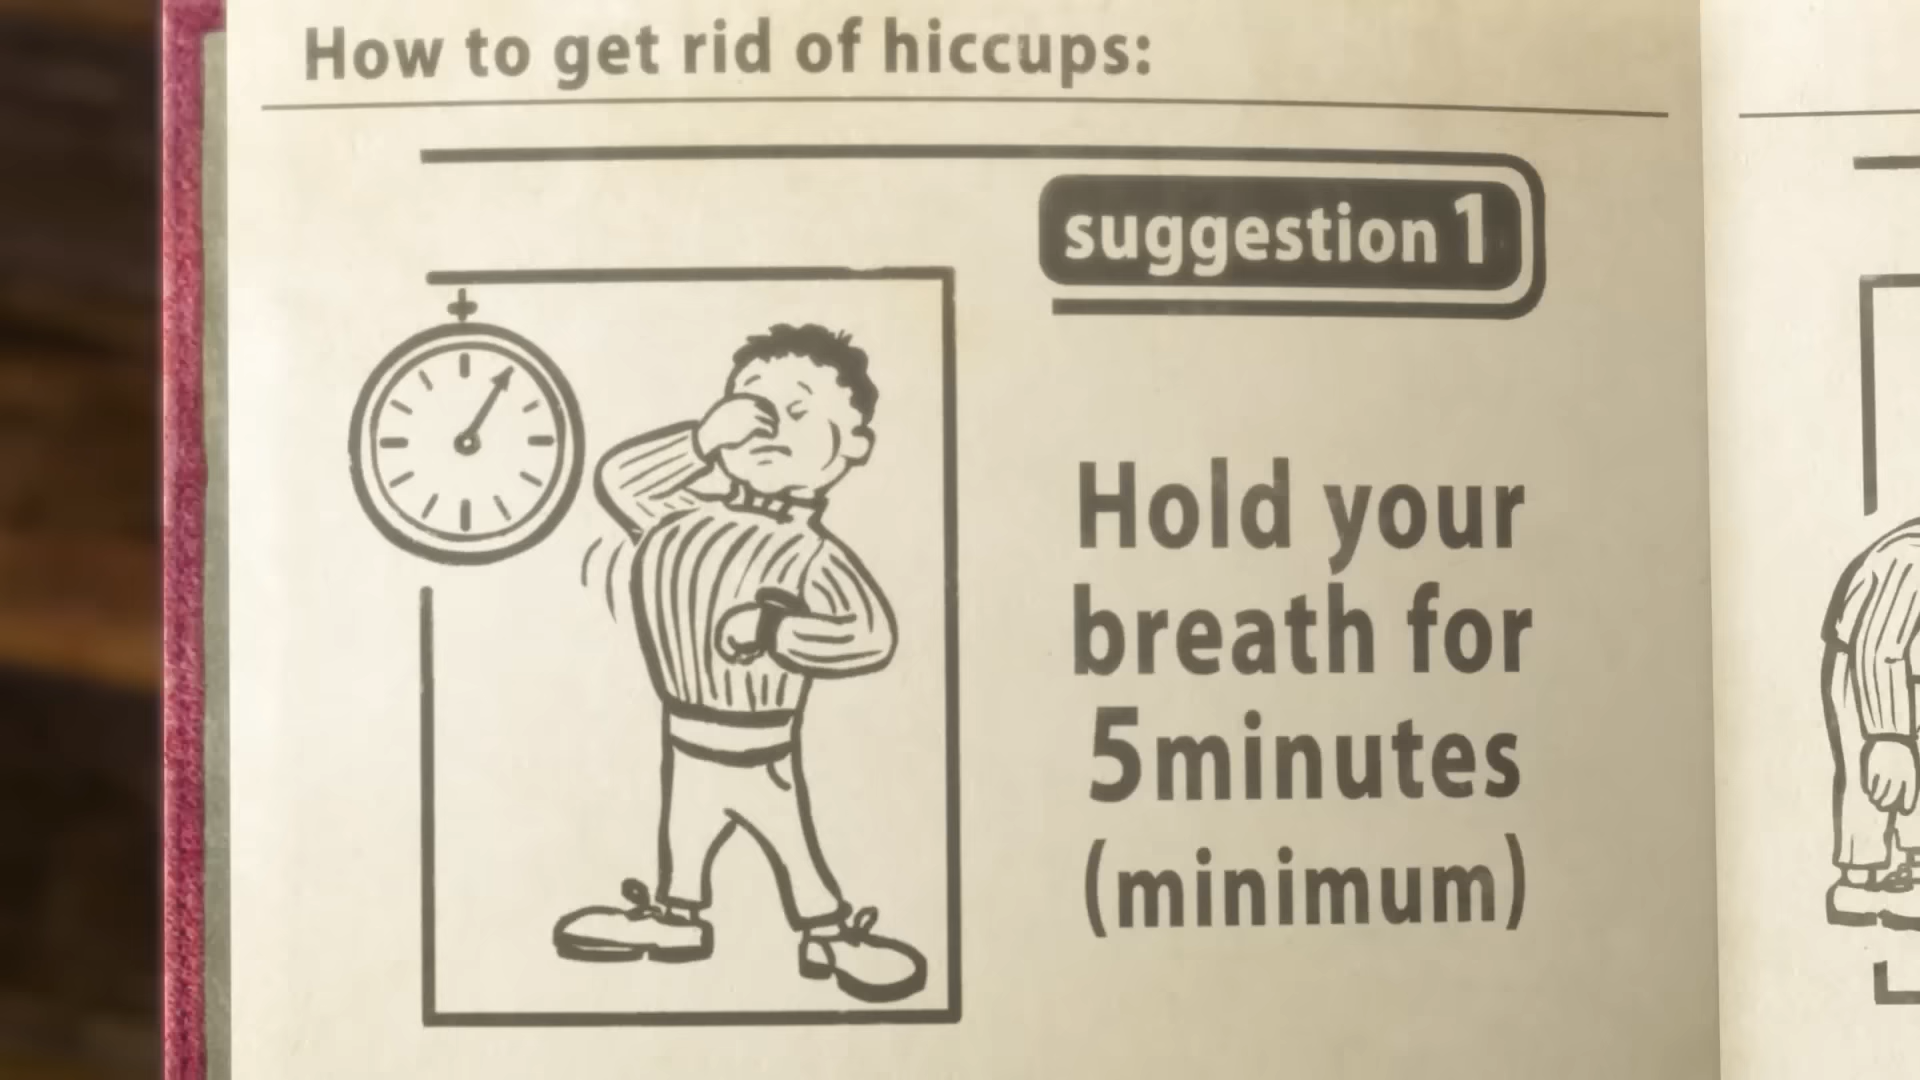 How to get rid of hiccups:
suggestion 1
Hold your
breath for
5minutes
(minimum)